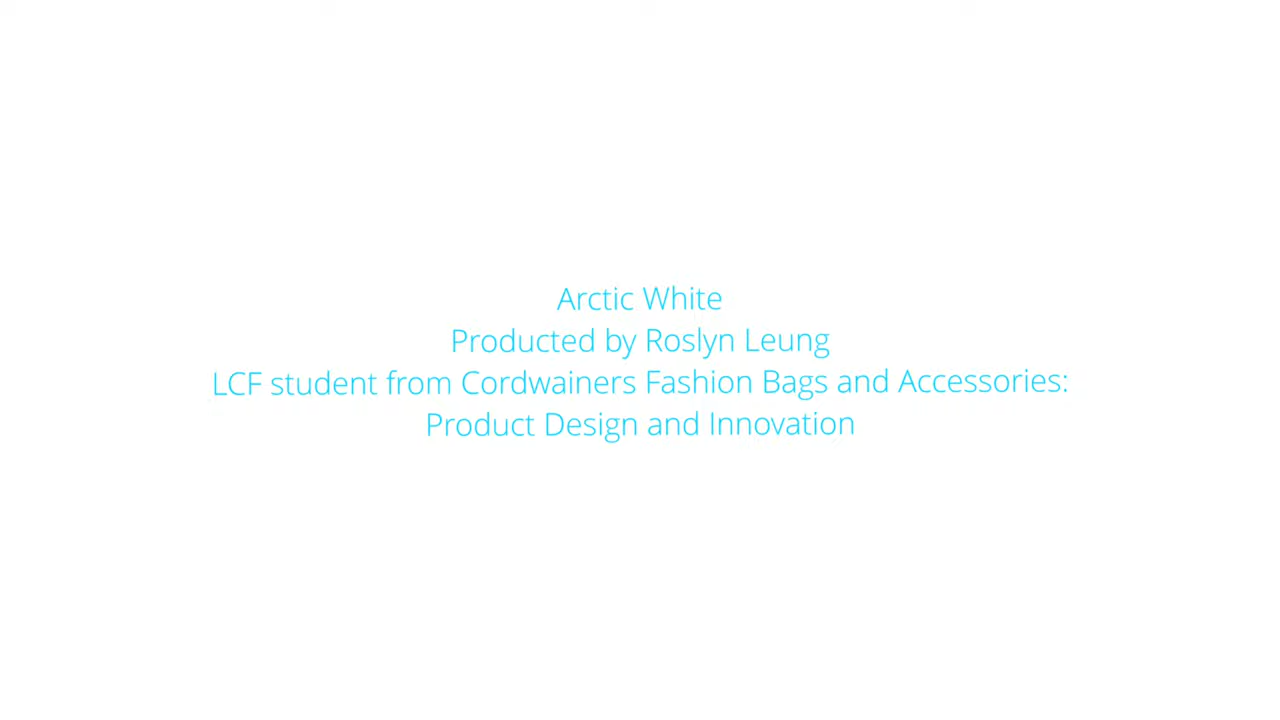 Arctic White
Producted by Roslyn Leung
LCF student from Cordwainers Fashion Bags and Accessories:
Product Design and Innovation